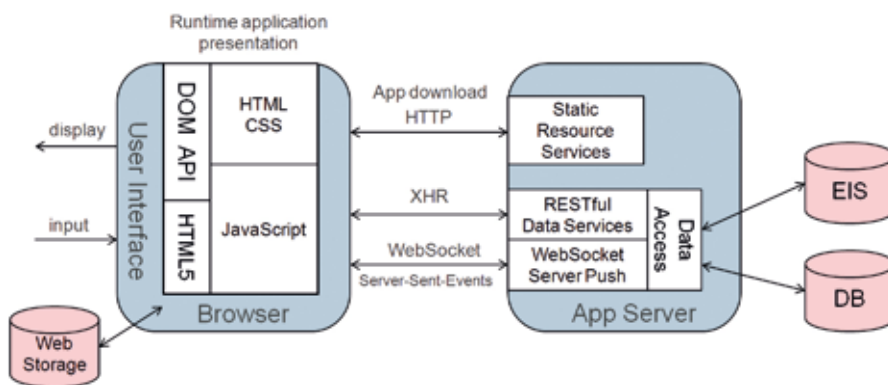 Runtime application
presentation
display
input
User Interface
DOM API
HTML5
HTML
CSS
JavaScript
Browser
Web
Storage
App download
HTTP
XHR
WebSocket
Server-Sent-Events
Static
Resource
Services
RESTful
Data Services
WebSocket
Server Push
Data
Access
App Server
EIS
DB